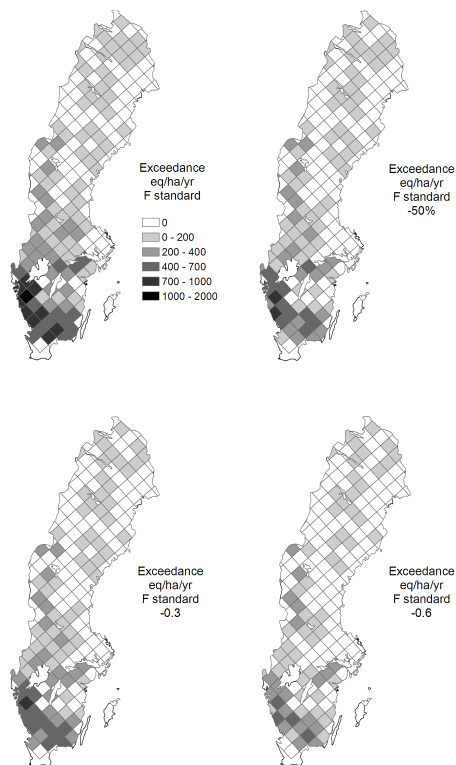 Exceedance
eq/ha/yr
F standard
0
0 - 200
200 - 400
400 - 700
700 - 1000
1000 - 2000
Exceedance
eq/ha/yr
F standard
-50%
Exceedance
eq/ha/yr
F standard
-0.3
Exceedance
eq/ha/yr
F standard
-0.6